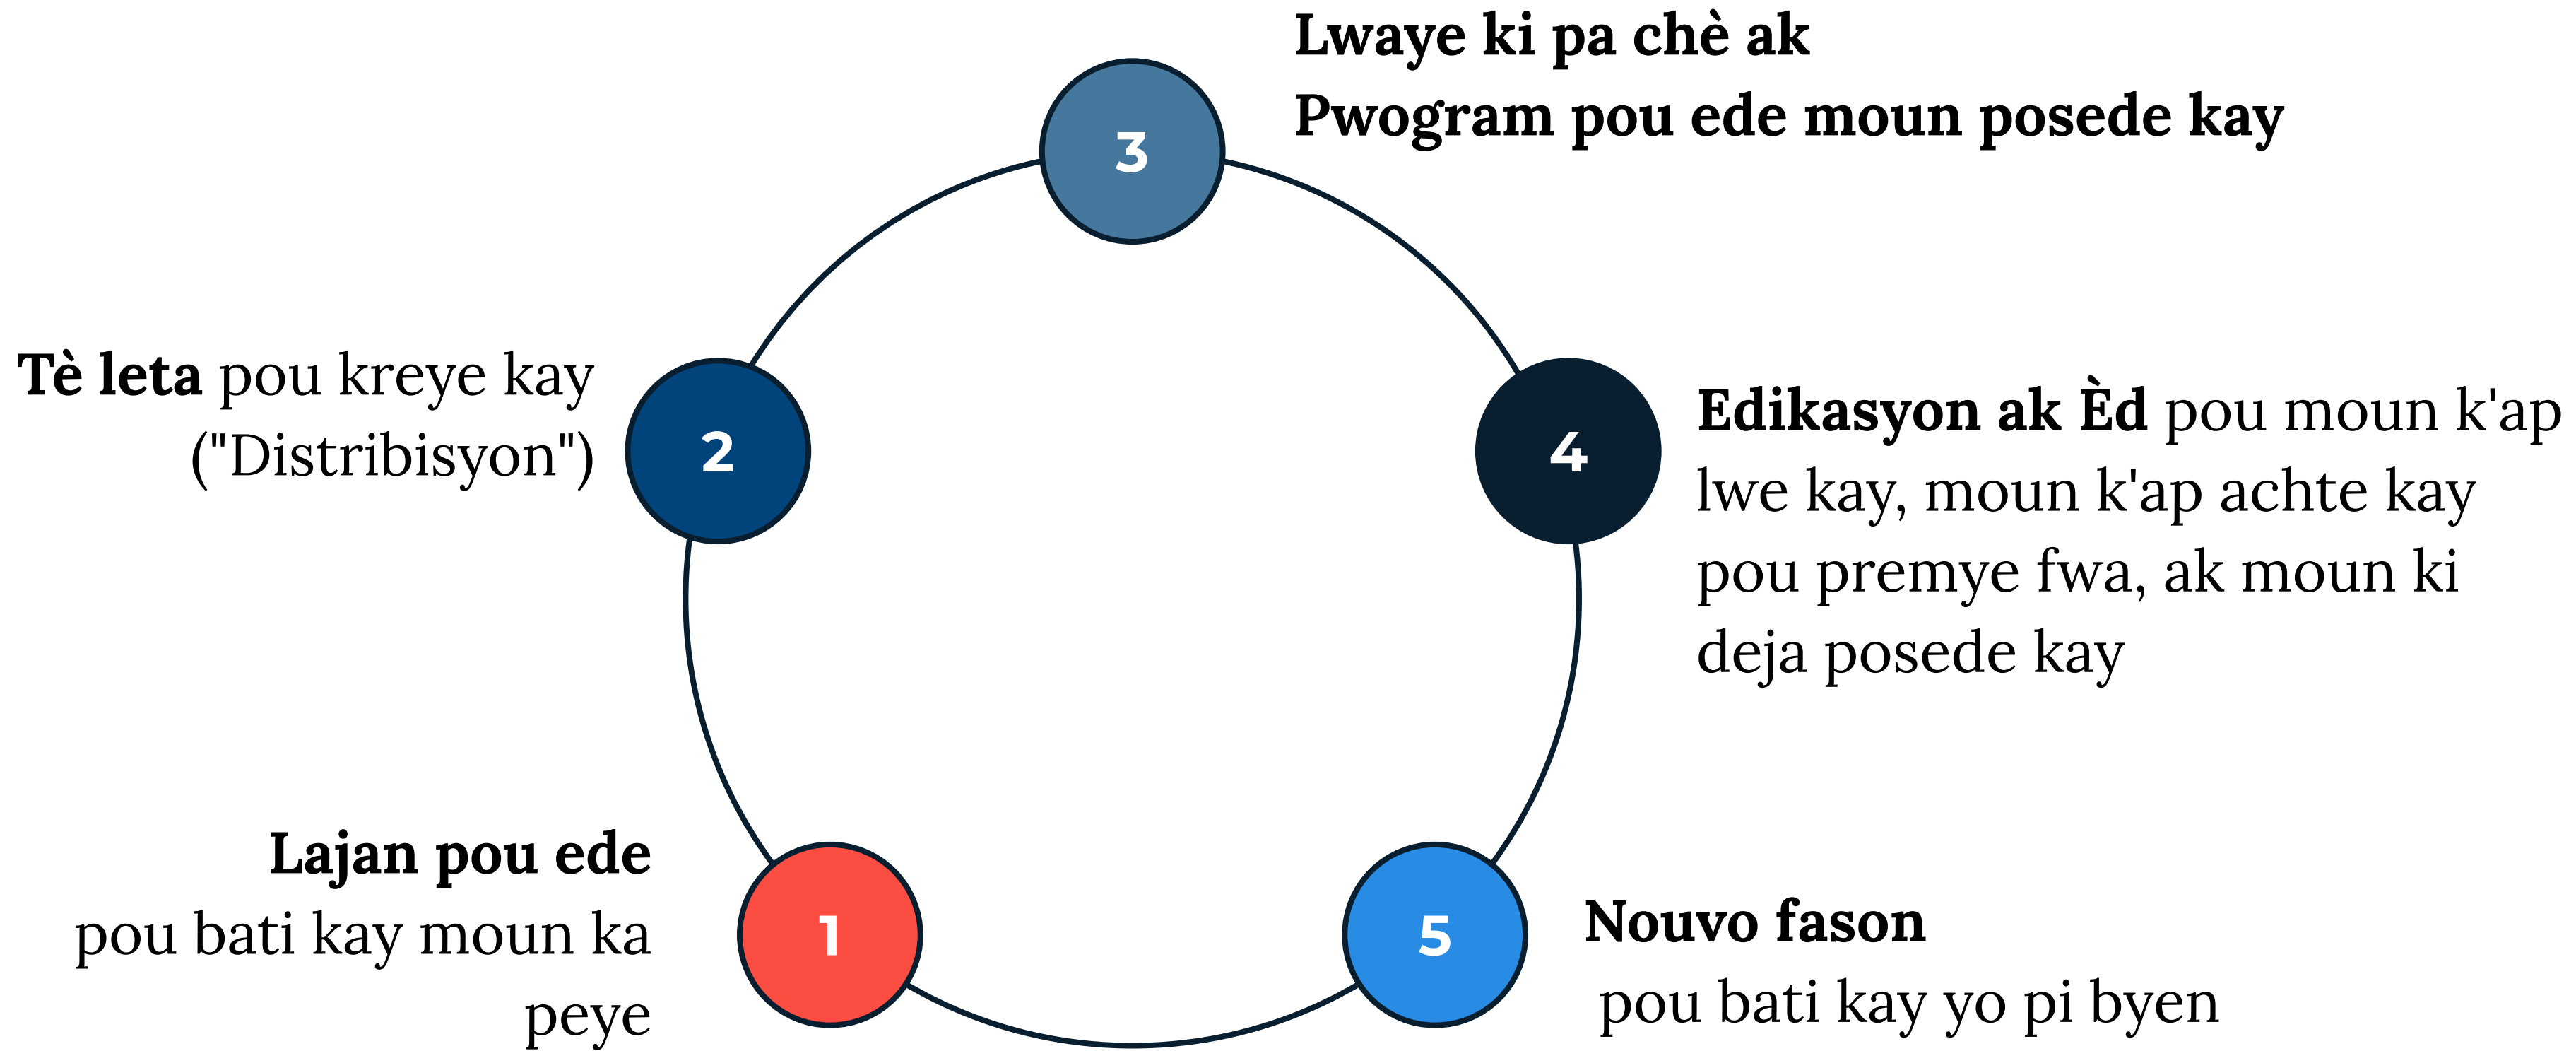 Lwaye ki pa chè ak
Pwogram pou ede moun posede kay
3
Tè leta pou kreye kay
("Distribisyon")
2
4
Edikasyon ak Èd pou moun k'ap
lwe kay, moun k'ap achte kay
pou premye fwa, ak moun ki
deja posede kay
Lajan pou ede
pou bati kay moun ka
peye
1
5
Nouvo fason
pou bati kay yo pi byen